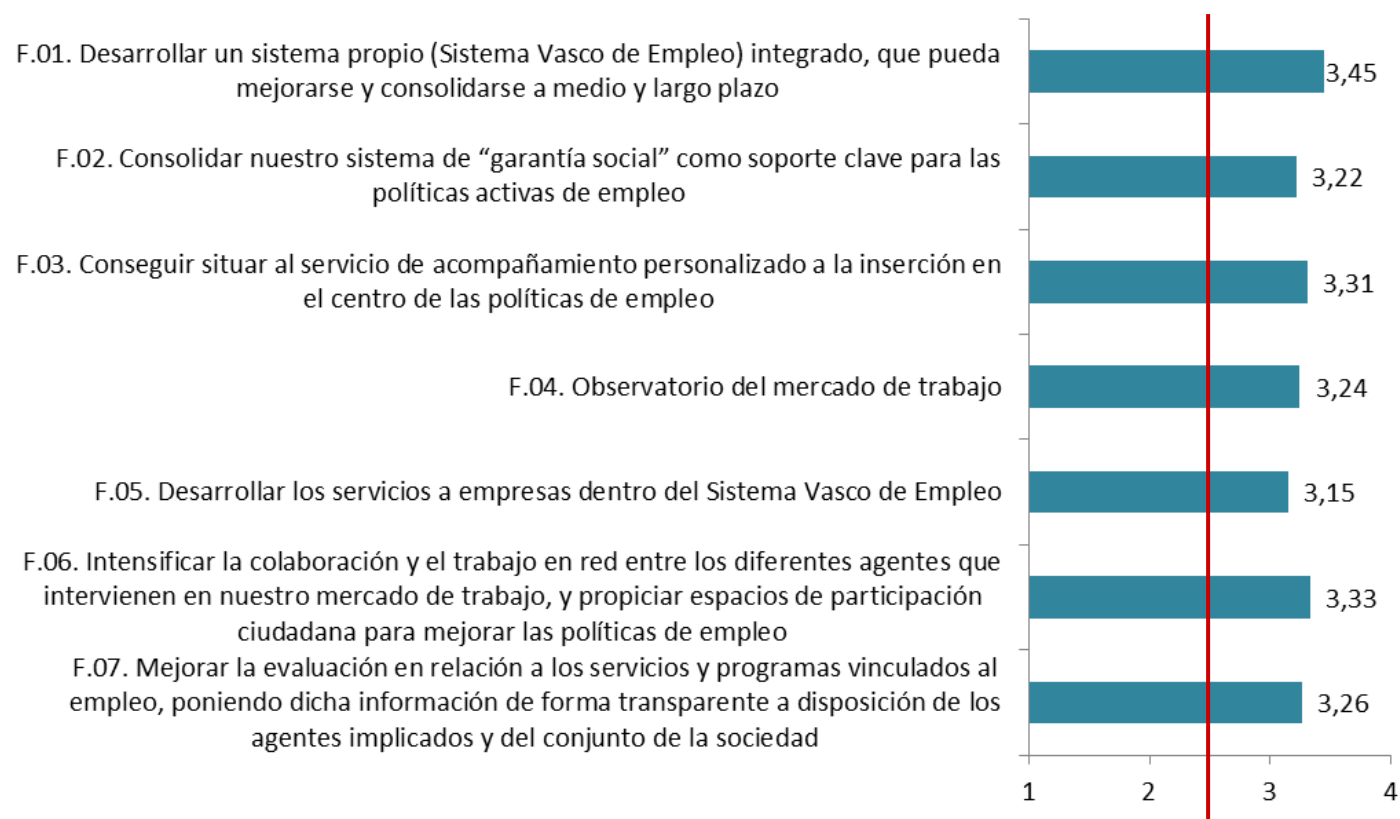 F.01. Desarrollar un sistema propio (Sistema Vasco de Empleo) integrado, que pueda
mejorarse y consolidarse a medio y largo plazo
3,45
F.02. Consolidar nuestro sistema de “garantía social” como soporte clave para las
políticas activas de empleo
3,22
F.03. Conseguir situar al servicio de acompañamiento personalizado a la inserción en
el centro de las políticas de empleo
3,31
F.04. Observatorio del mercado de trabajo
3,24
F.05. Desarrollar los servicios a empresas dentro del Sistema Vasco de Empleo
3,15
F.06. Intensificar la colaboración y el trabajo en red entre los diferentes agentes que
intervienen en nuestro mercado de trabajo, y propiciar espacios de participación
ciudadana para mejorar las políticas de empleo
3,33
F.07. Mejorar la evaluación en relación a los servicios y programas vinculados al
empleo, poniendo dicha información de forma transparente a disposición de los
agentes implicados y del conjunto de la sociedad
3,26
1 2 3 4